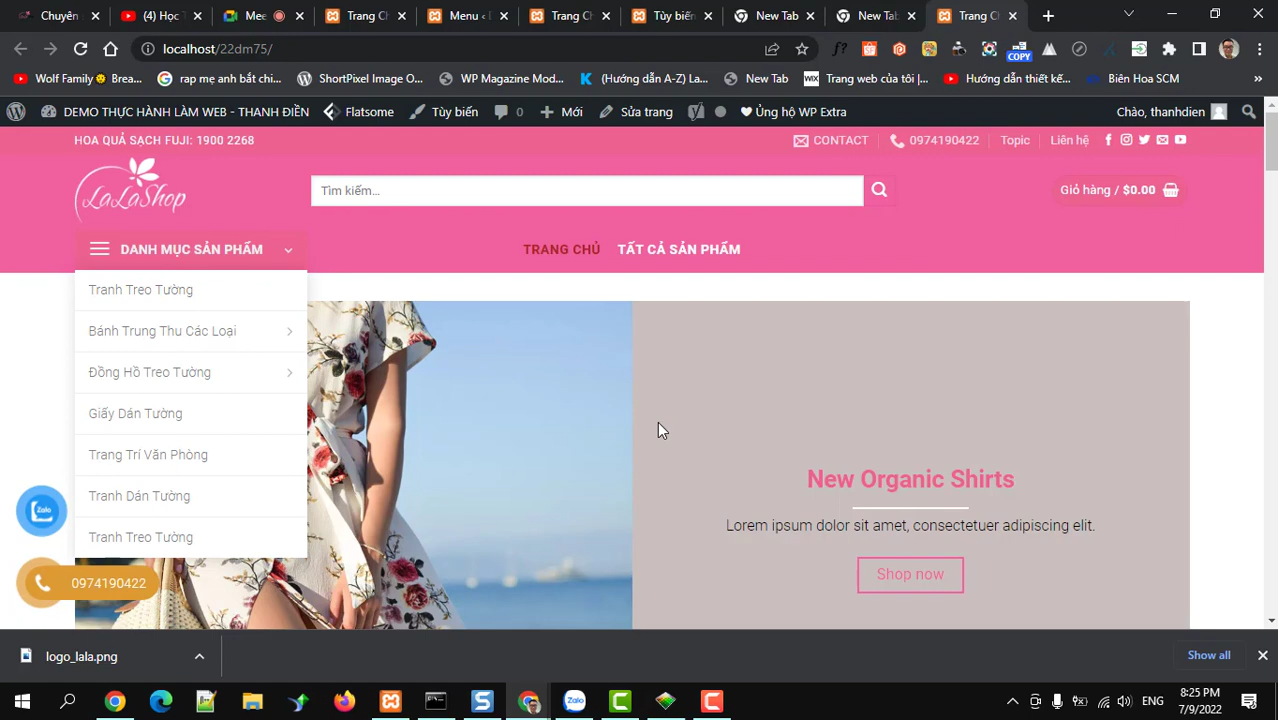 Chuyên
(4) Học T
Mee
Trang Ch
Menu ‹ D
Trang Ch
Tùy biến
New Tab
New Tab
Trang Ch
localhost/22dm75/
COPY
Wolf Family Brea...
rạp mẹ anh bắt chi...
ShortPixel Image O...
WP Magazine Mod...
(Hướng dẫn A-Z) La...
New Tab
Trang web của tôi |...
Hướng dẫn thiết kế...
Biên Hoa SCM
DEMO THỰC HÀNH LÀM WEB - THANH ĐIỀN
Flatsome
Tùy biến
0
Mới
Sửa trang
Ủng hộ WP Extra
Chào, thanhdien
HOA QUẢ SẠCH FUJI: 1900 2268
CONTACT
0974190422
Topic
Liên hệ
LaLaShop
Tìm kiếm...
Giỏ hàng / $0.00
DANH MỤC SẢN PHẨM
TRANG CHỦ
TẤT CẢ SẢN PHẨM
Tranh Treo Tường
Bánh Trung Thu Các Loại
Đồng Hồ Treo Tường
Giấy Dán Tường
Trang Trí Văn Phòng
Tranh Dán Tường
Tranh Treo Tường
New Organic Shirts
Lorem ipsum dolor sit amet, consectetuer adipiscing elit.
Shop now
Zalo
0974190422
logo_lala.png
Show all
ENG
8:25 PM
7/9/2022